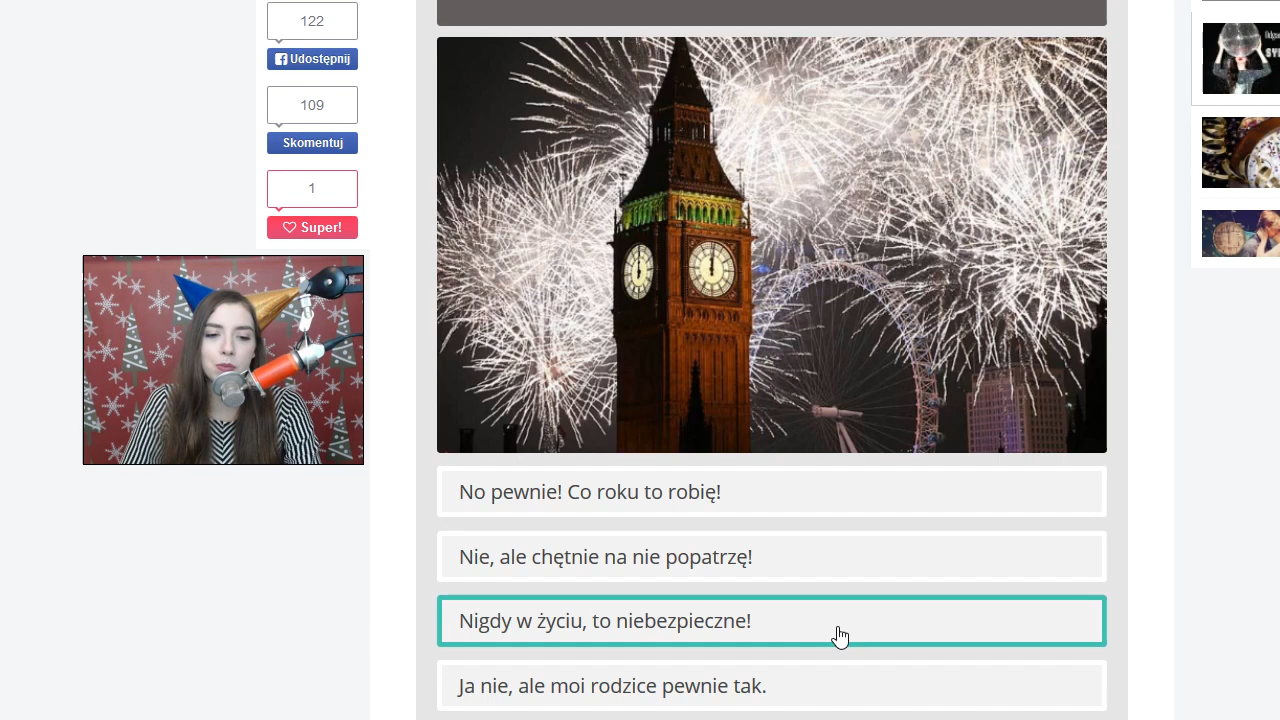 122
Udostępnij
109
Skomentuj
1
Super!
No pewnie! Co roku to robię!
Nie, ale chętnie na nie popatrzę!
Nigdy w życiu, to niebezpieczne!
Ja nie, ale moi rodzice pewnie tak.